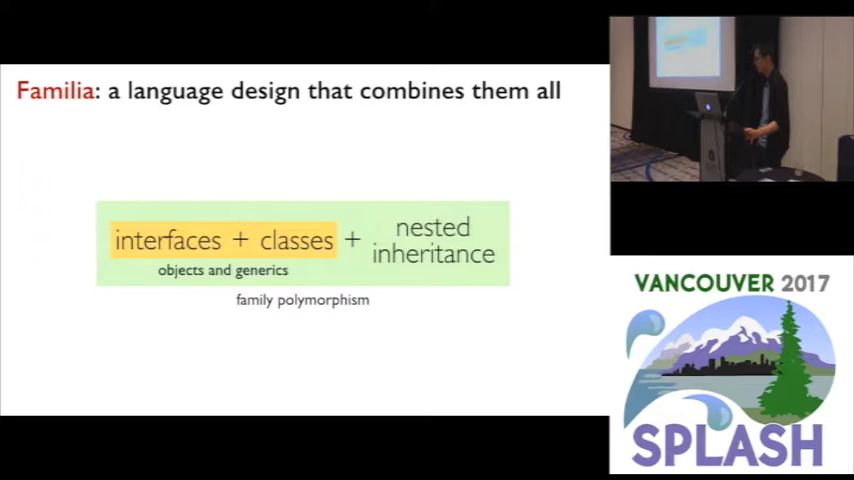 Familia: a language design that combines them all
interfaces + classes + nested inheritance
objects and generics
family polymorphism
VANCOUVER 2017
SPLASH